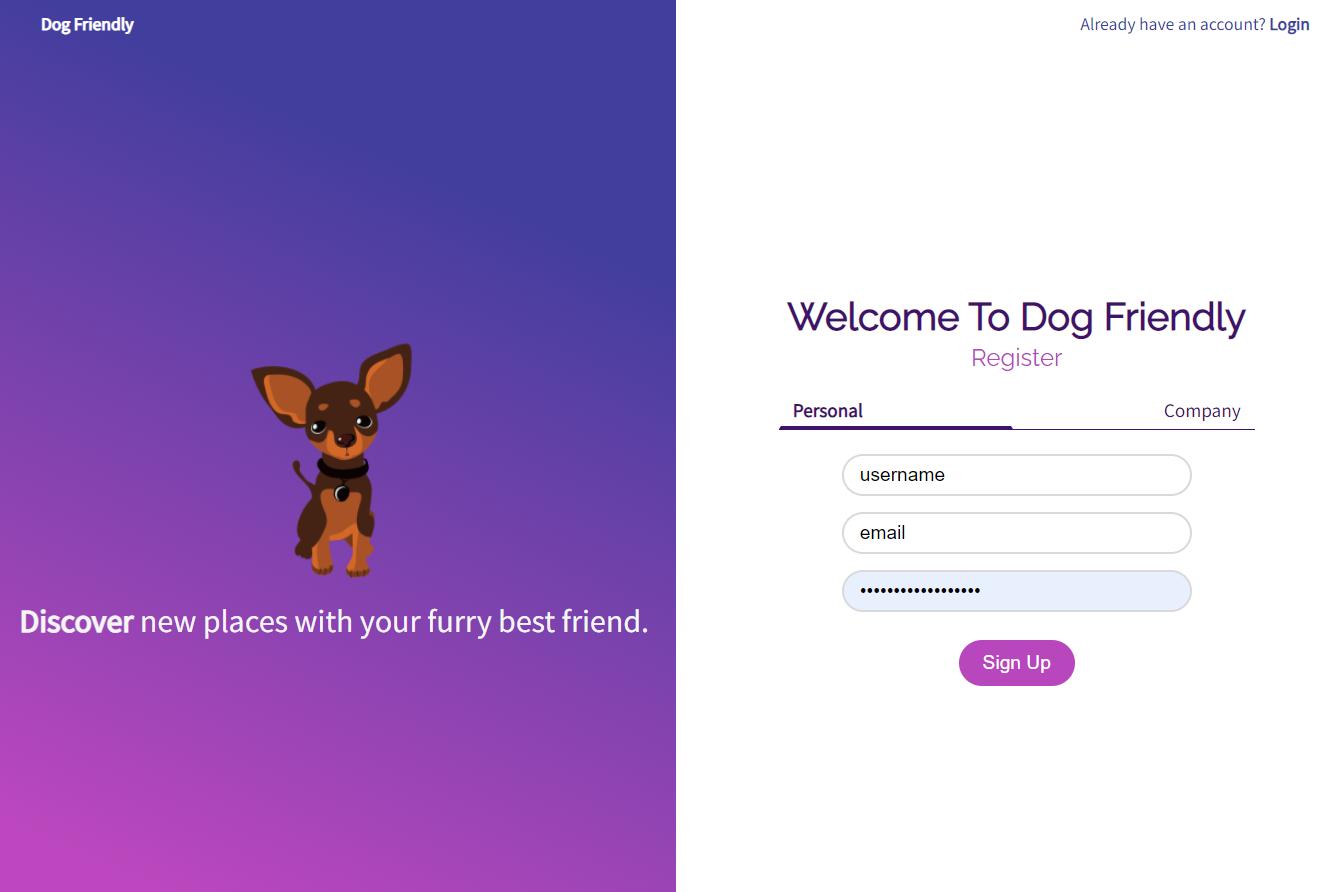 Dog Friendly
Discover new places with your furry best friend.
Already have an account? Login
Welcome To Dog Friendly
Register
Personal
Company
username
email
••••••••••••••••••
Sign Up